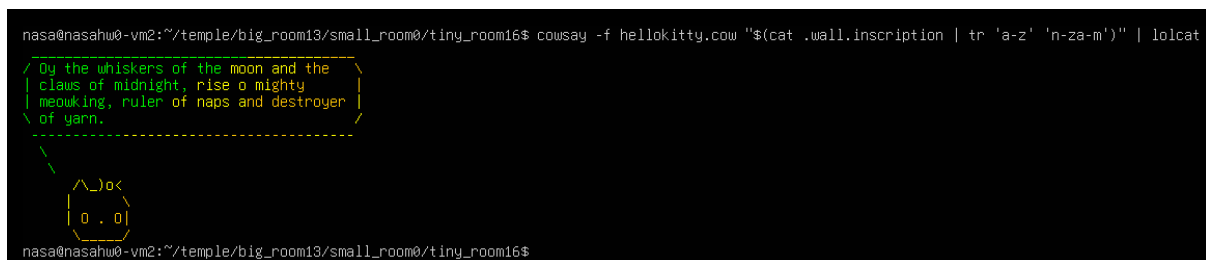 nasa@nasahw0-vm2:~/temple/big_room13/small_room0/tiny_room16$ cowsay -f hellokitty.cow "$(cat .wall.inscription | tr 'a-z' 'n-za-m')" | lolcat
 ______________________________________
/ Oy the whiskers of the moon and the   \
| claws of midnight, rise o mighty      |
| meowking, ruler of naps and destroyer |
\ of yarn.                              /
 ---------------------------------------
  \
   \
      /\_)o<
     |      \
     | O . O|
      \_____/
nasa@nasahw0-vm2:~/temple/big_room13/small_room0/tiny_room16$